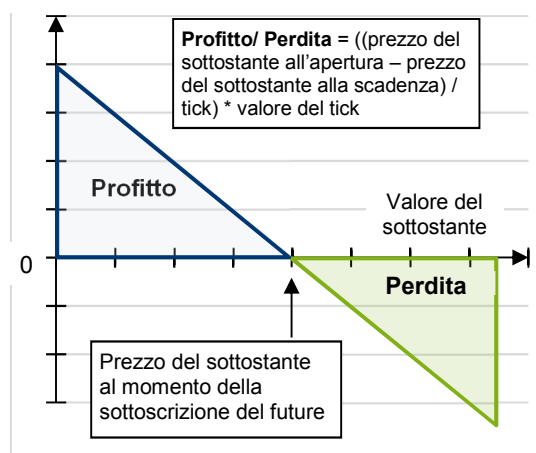 Profitto/ Perdita = ((prezzo del
sottostante all'apertura – prezzo
del sottostante alla scadenza) /
tick) * valore del tick
Profitto
Valore del
sottostante
0
Perdita
Prezzo del sottostante
al momento della
sottoscrizione del future